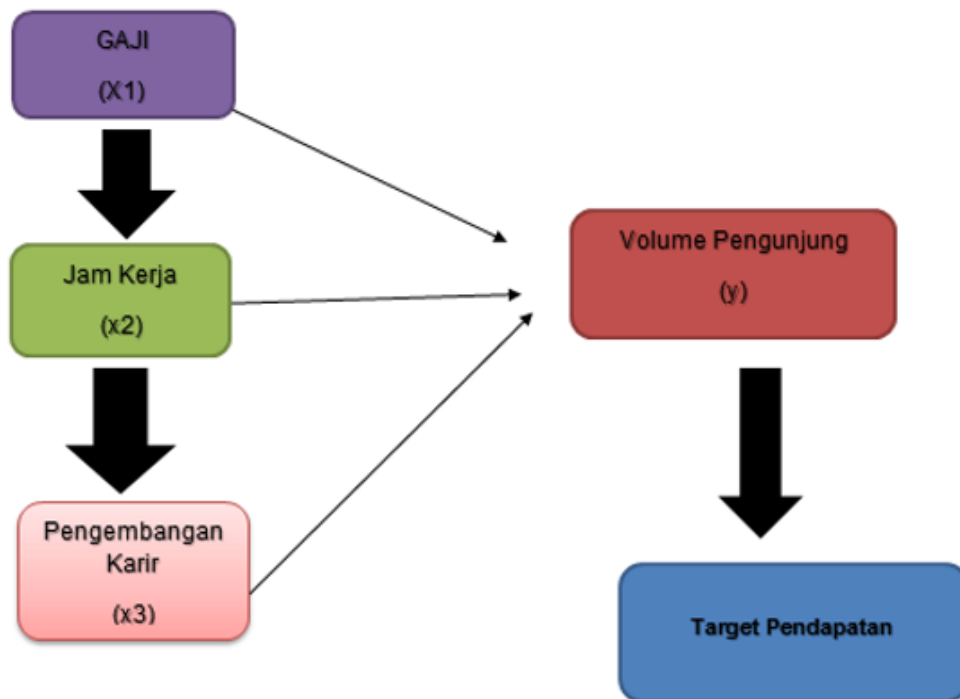 GAJI
(X1)
Jam Kerja
(x2)
Pengembangan
Karir
(x3)
Volume Pengunjung
(y)
Target Pendapatan